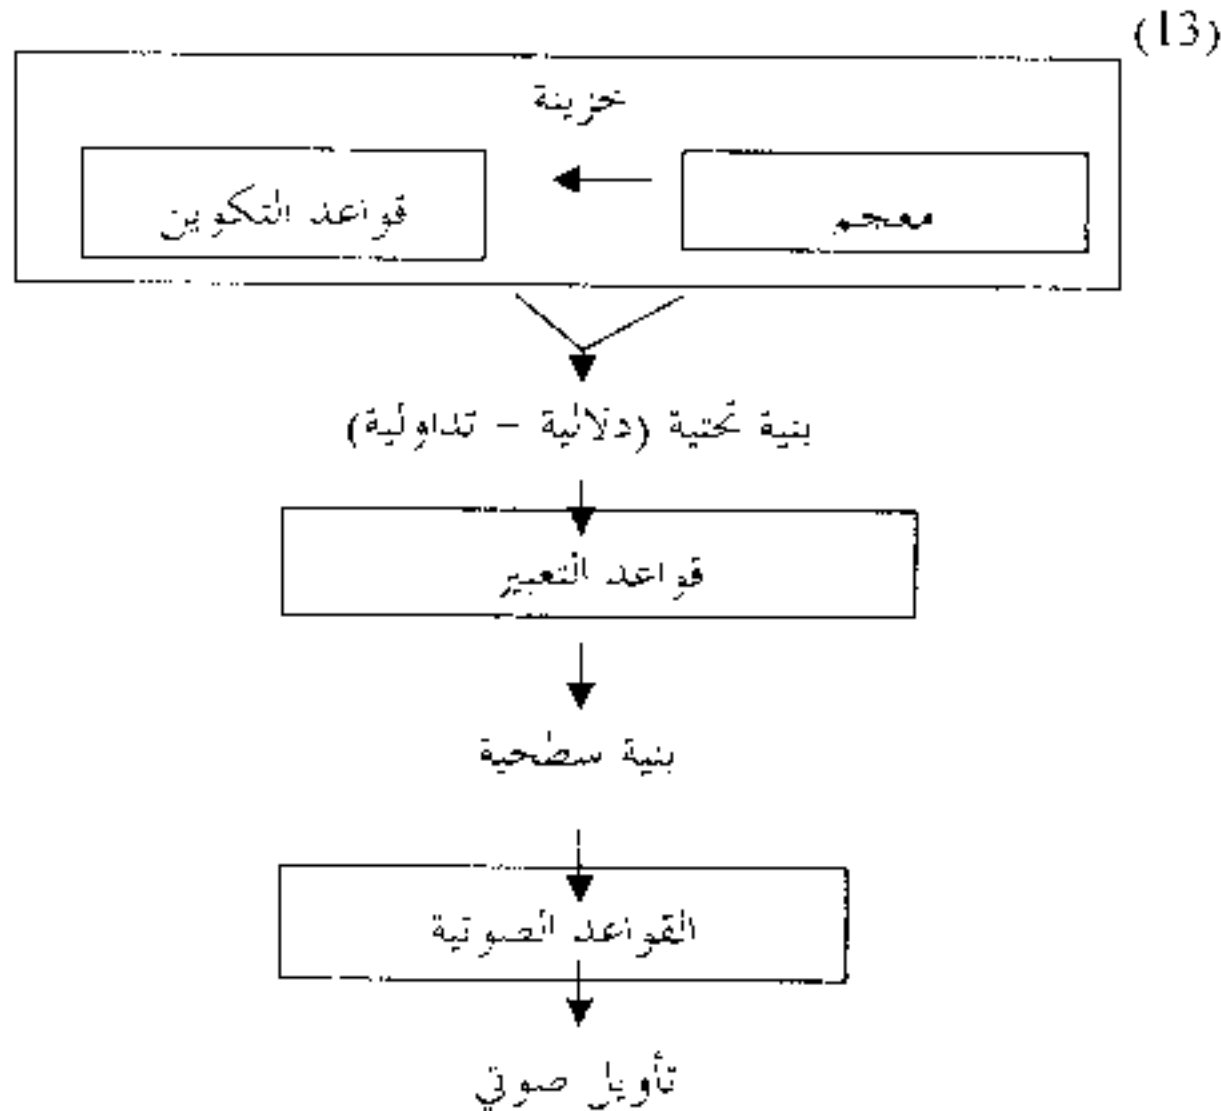 (13)
خزينة
معجم
قواعد التكوين
بنية تحتية (دلالية - تداولية)
قواعد التعبير
بنية سطحية
القواعد الصوتية
تأويل صوتي